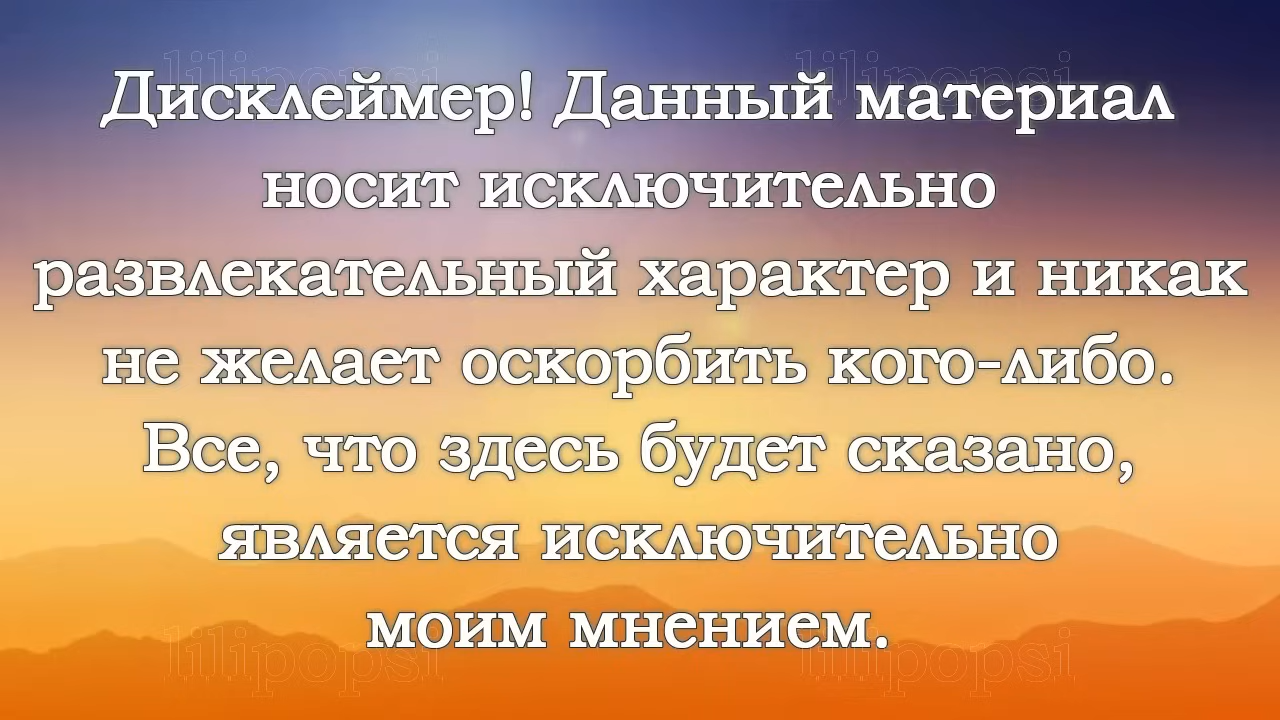 lilipopsi lilipopsi
Дисклеймер! Данный материал
носит исключительно
развлекательный характер и никак
не желает оскорбить кого-либо.
Все, что здесь будет сказано,
является исключительно
моим мнением.
lilipopsi lilipopsi